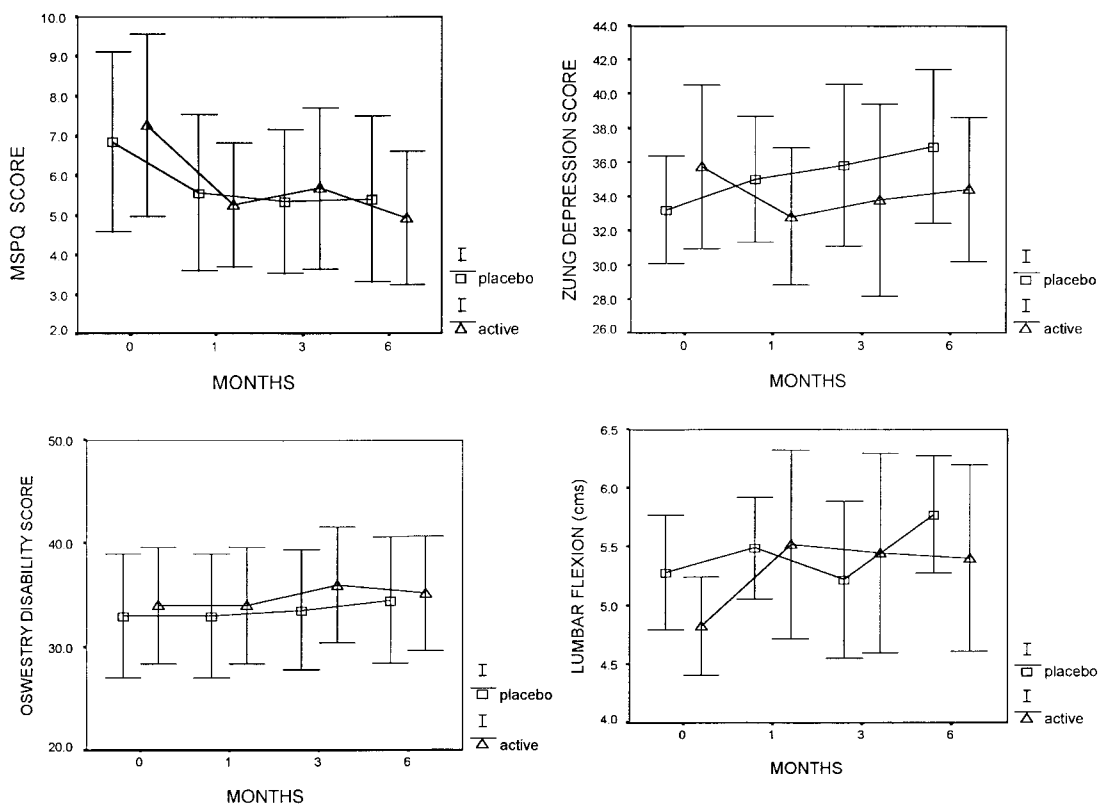 MSPQ SCORE
10.0
9.0
8.0
7.0
6.0
5.0
4.0
3.0
2.0
0 1 3 6
MONTHS
placebo
active
ZUNG DEPRESSION SCORE
44.0
42.0
40.0
38.0
36.0
34.0
32.0
30.0
28.0
26.0
0 1 3 6
MONTHS
placebo
active
OSWESTRY DISABILITY SCORE
50.0
40.0
30.0
20.0
0 1 3 6
MONTHS
placebo
active
LUMBAR FLEXION (cms)
6.5
6.0
5.5
5.0
4.5
4.0
0 1 3 6
MONTHS
placebo
active